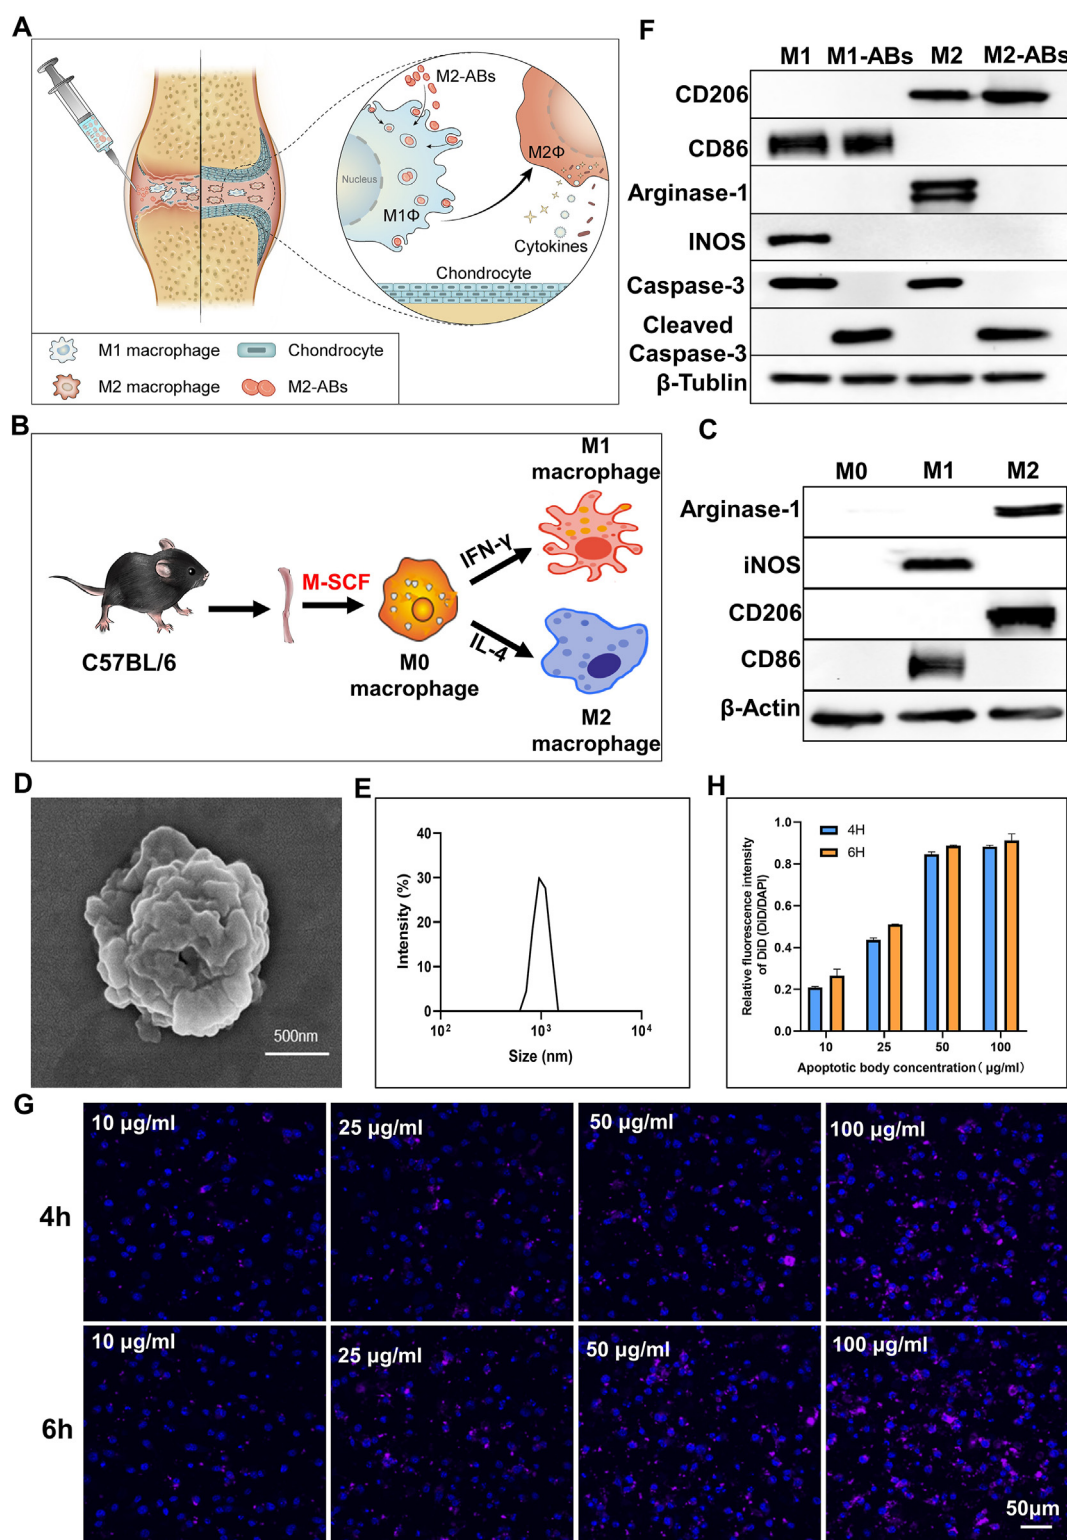 A
M2-ABs
Nucleus
M1Φ
M2Φ
Cytokines
Chondrocyte
M1 macrophage
Chondrocyte
M2 macrophage
M2-ABs
F
M1 M1-ABs M2 M2-ABs
CD206
CD86
Arginase-1
INOS
Caspase-3
Cleaved
Caspase-3
β-Tublin
B
C57BL/6
M-SCF
M0
macrophage
IFN-γ
IL-4
M1
macrophage
M2
macrophage
C
M0 M1 M2
Arginase-1
iNOS
CD206
CD86
β-Actin
D
500nm
E
Intensity (%)
40
30
20
10
0
10²
10³
10⁴
Size (nm)
H
Relative fluorescence intensity
of DiD (DiD/DAPI)
1.0
0.8
0.6
0.4
0.2
0.0
4H
6H
10 25 50 100
Apoptotic body concentration ( μg/ml)
G
10 μg/ml
25 μg/ml
50 μg/ml
100 μg/ml
4h
10 μg/ml
25 μg/ml
50 μg/ml
100 μg/ml
6h
50μm